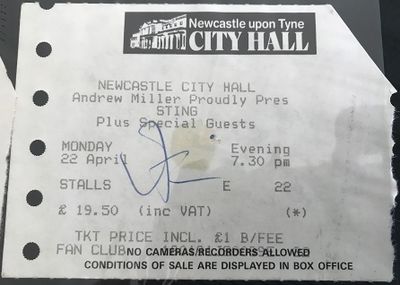 Newcastle upon Tyne
CITY HALL
NEWCASTLE CITY HALL
Andrew Miller Proudly Pres
STING
Plus Special Guests
MONDAY Evening
22 April 7.30 pm
STALLS E 22
£ 19.50 (inc VAT) (*)
TKT PRICE INCL. £1 B/FEE
FAN CLUB
NO CAMERAS/RECORDERS ALLOWED
CONDITIONS OF SALE ARE DISPLAYED IN BOX OFFICE